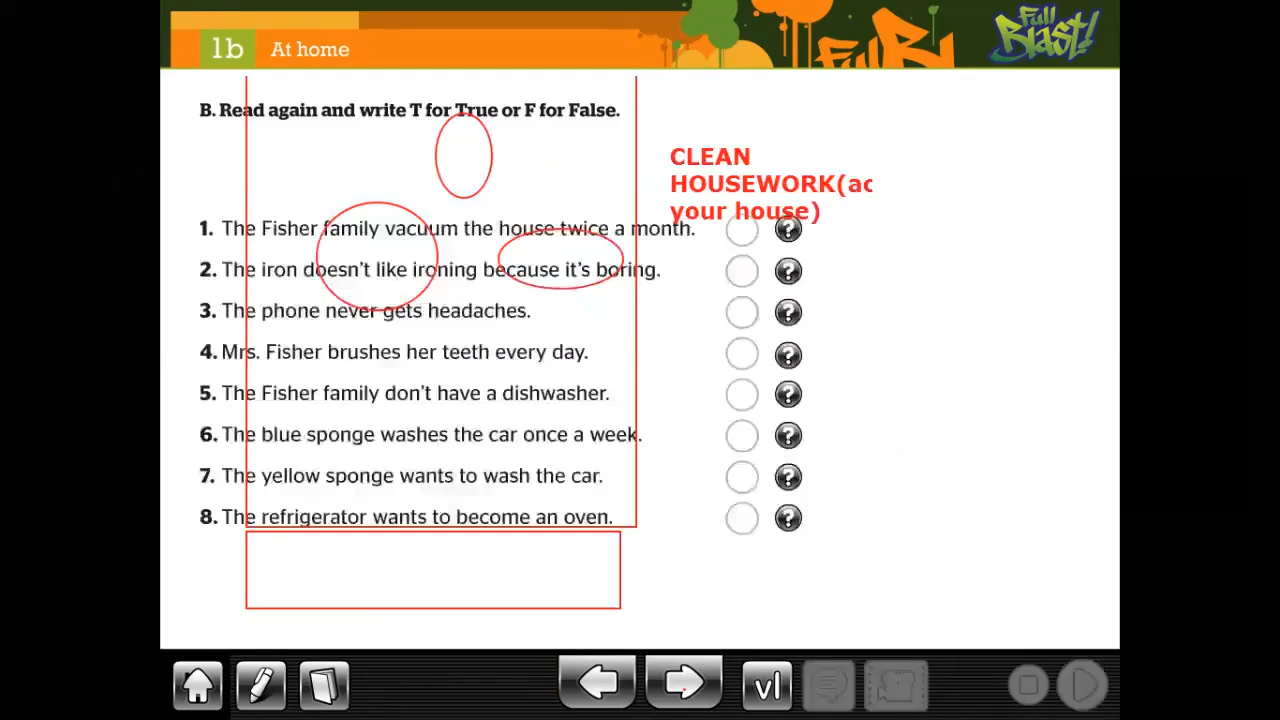 1b At home
Full Blast!
B. Read again and write T for True or F for False.
CLEAN
HOUSEWORK(ac
your house)
1. The Fisher family vacuum the house twice a month.
2. The iron doesn't like ironing because it's boring.
3. The phone never gets headaches.
4. Mrs. Fisher brushes her teeth every day.
5. The Fisher family don't have a dishwasher.
6. The blue sponge washes the car once a week.
7. The yellow sponge wants to wash the car.
8. The refrigerator wants to become an oven.
?
?
?
?
?
?
?
?
vl